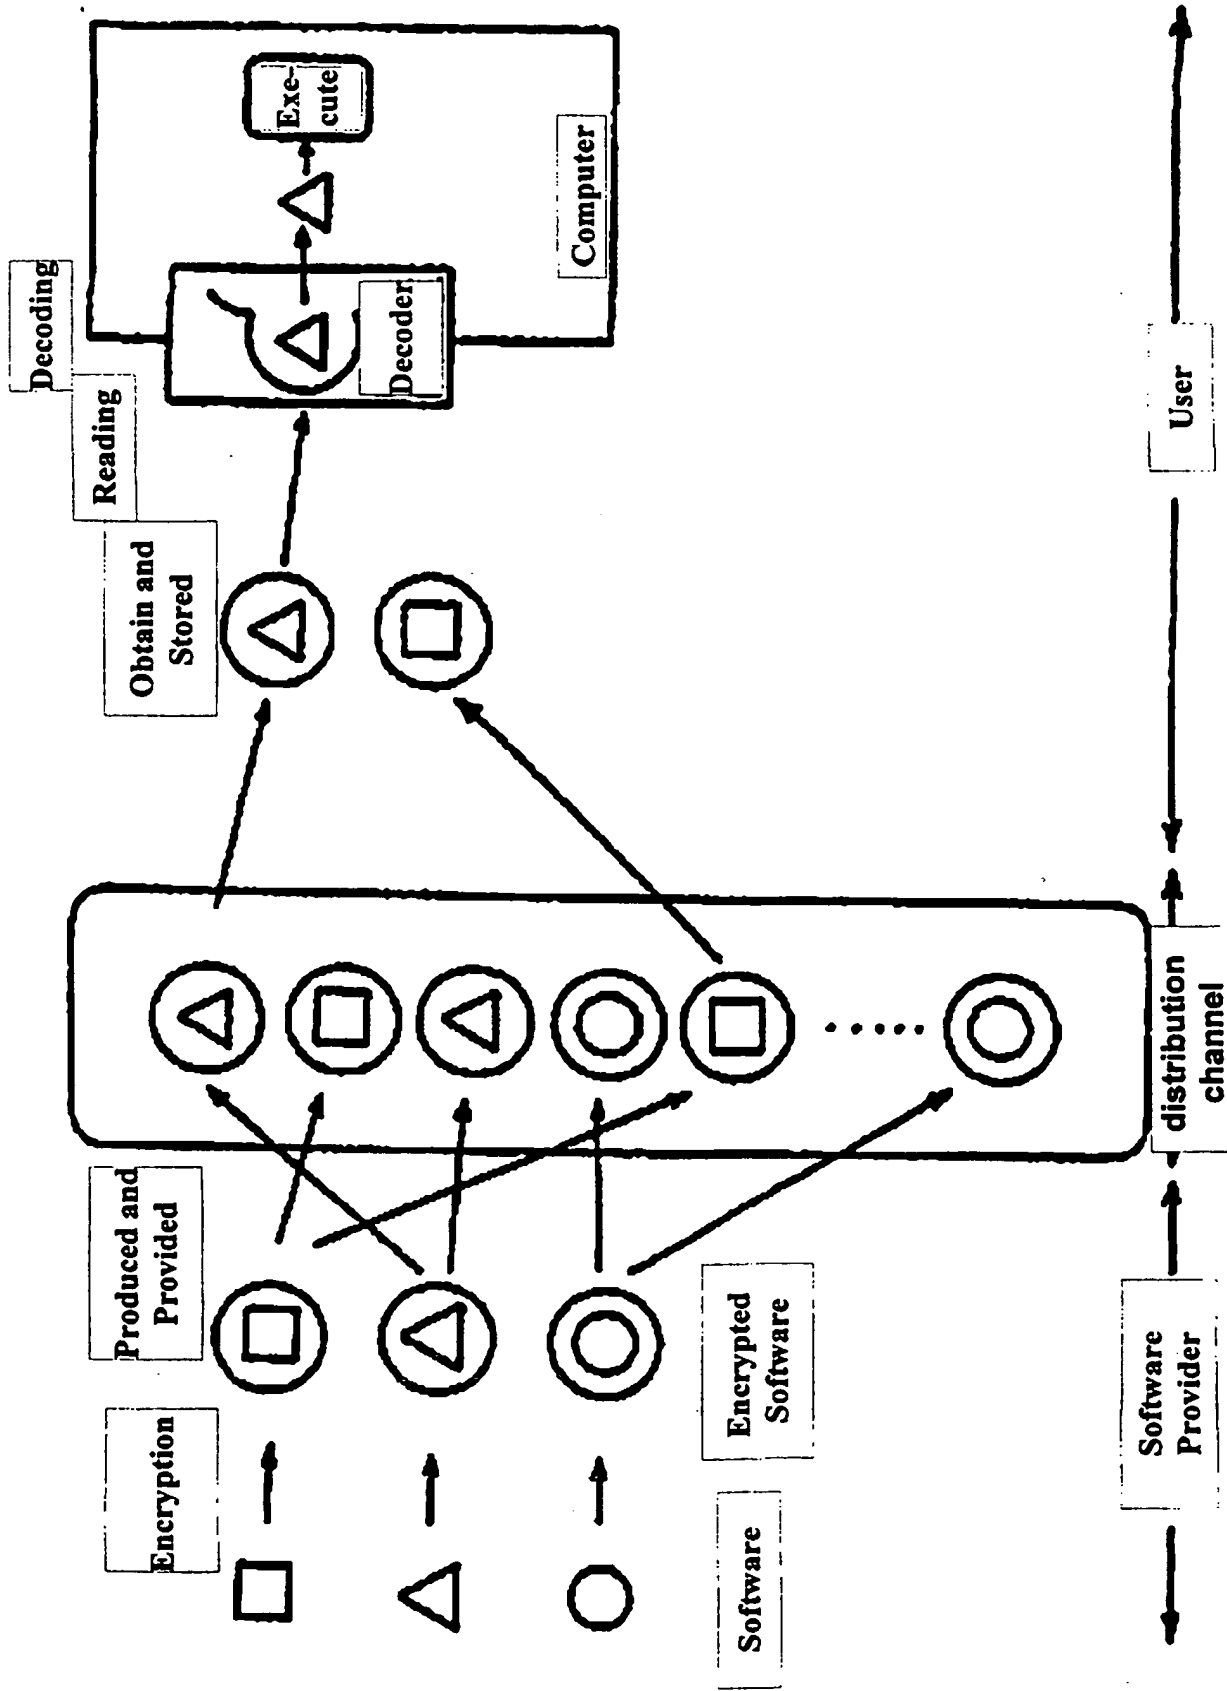 Encryption
Produced and
Provided
Obtain and
Stored
Reading
Decoding
Exe-
cute
Decoder
Computer
Software
Encrypted
Software
Software
Provider
distribution
channel
User